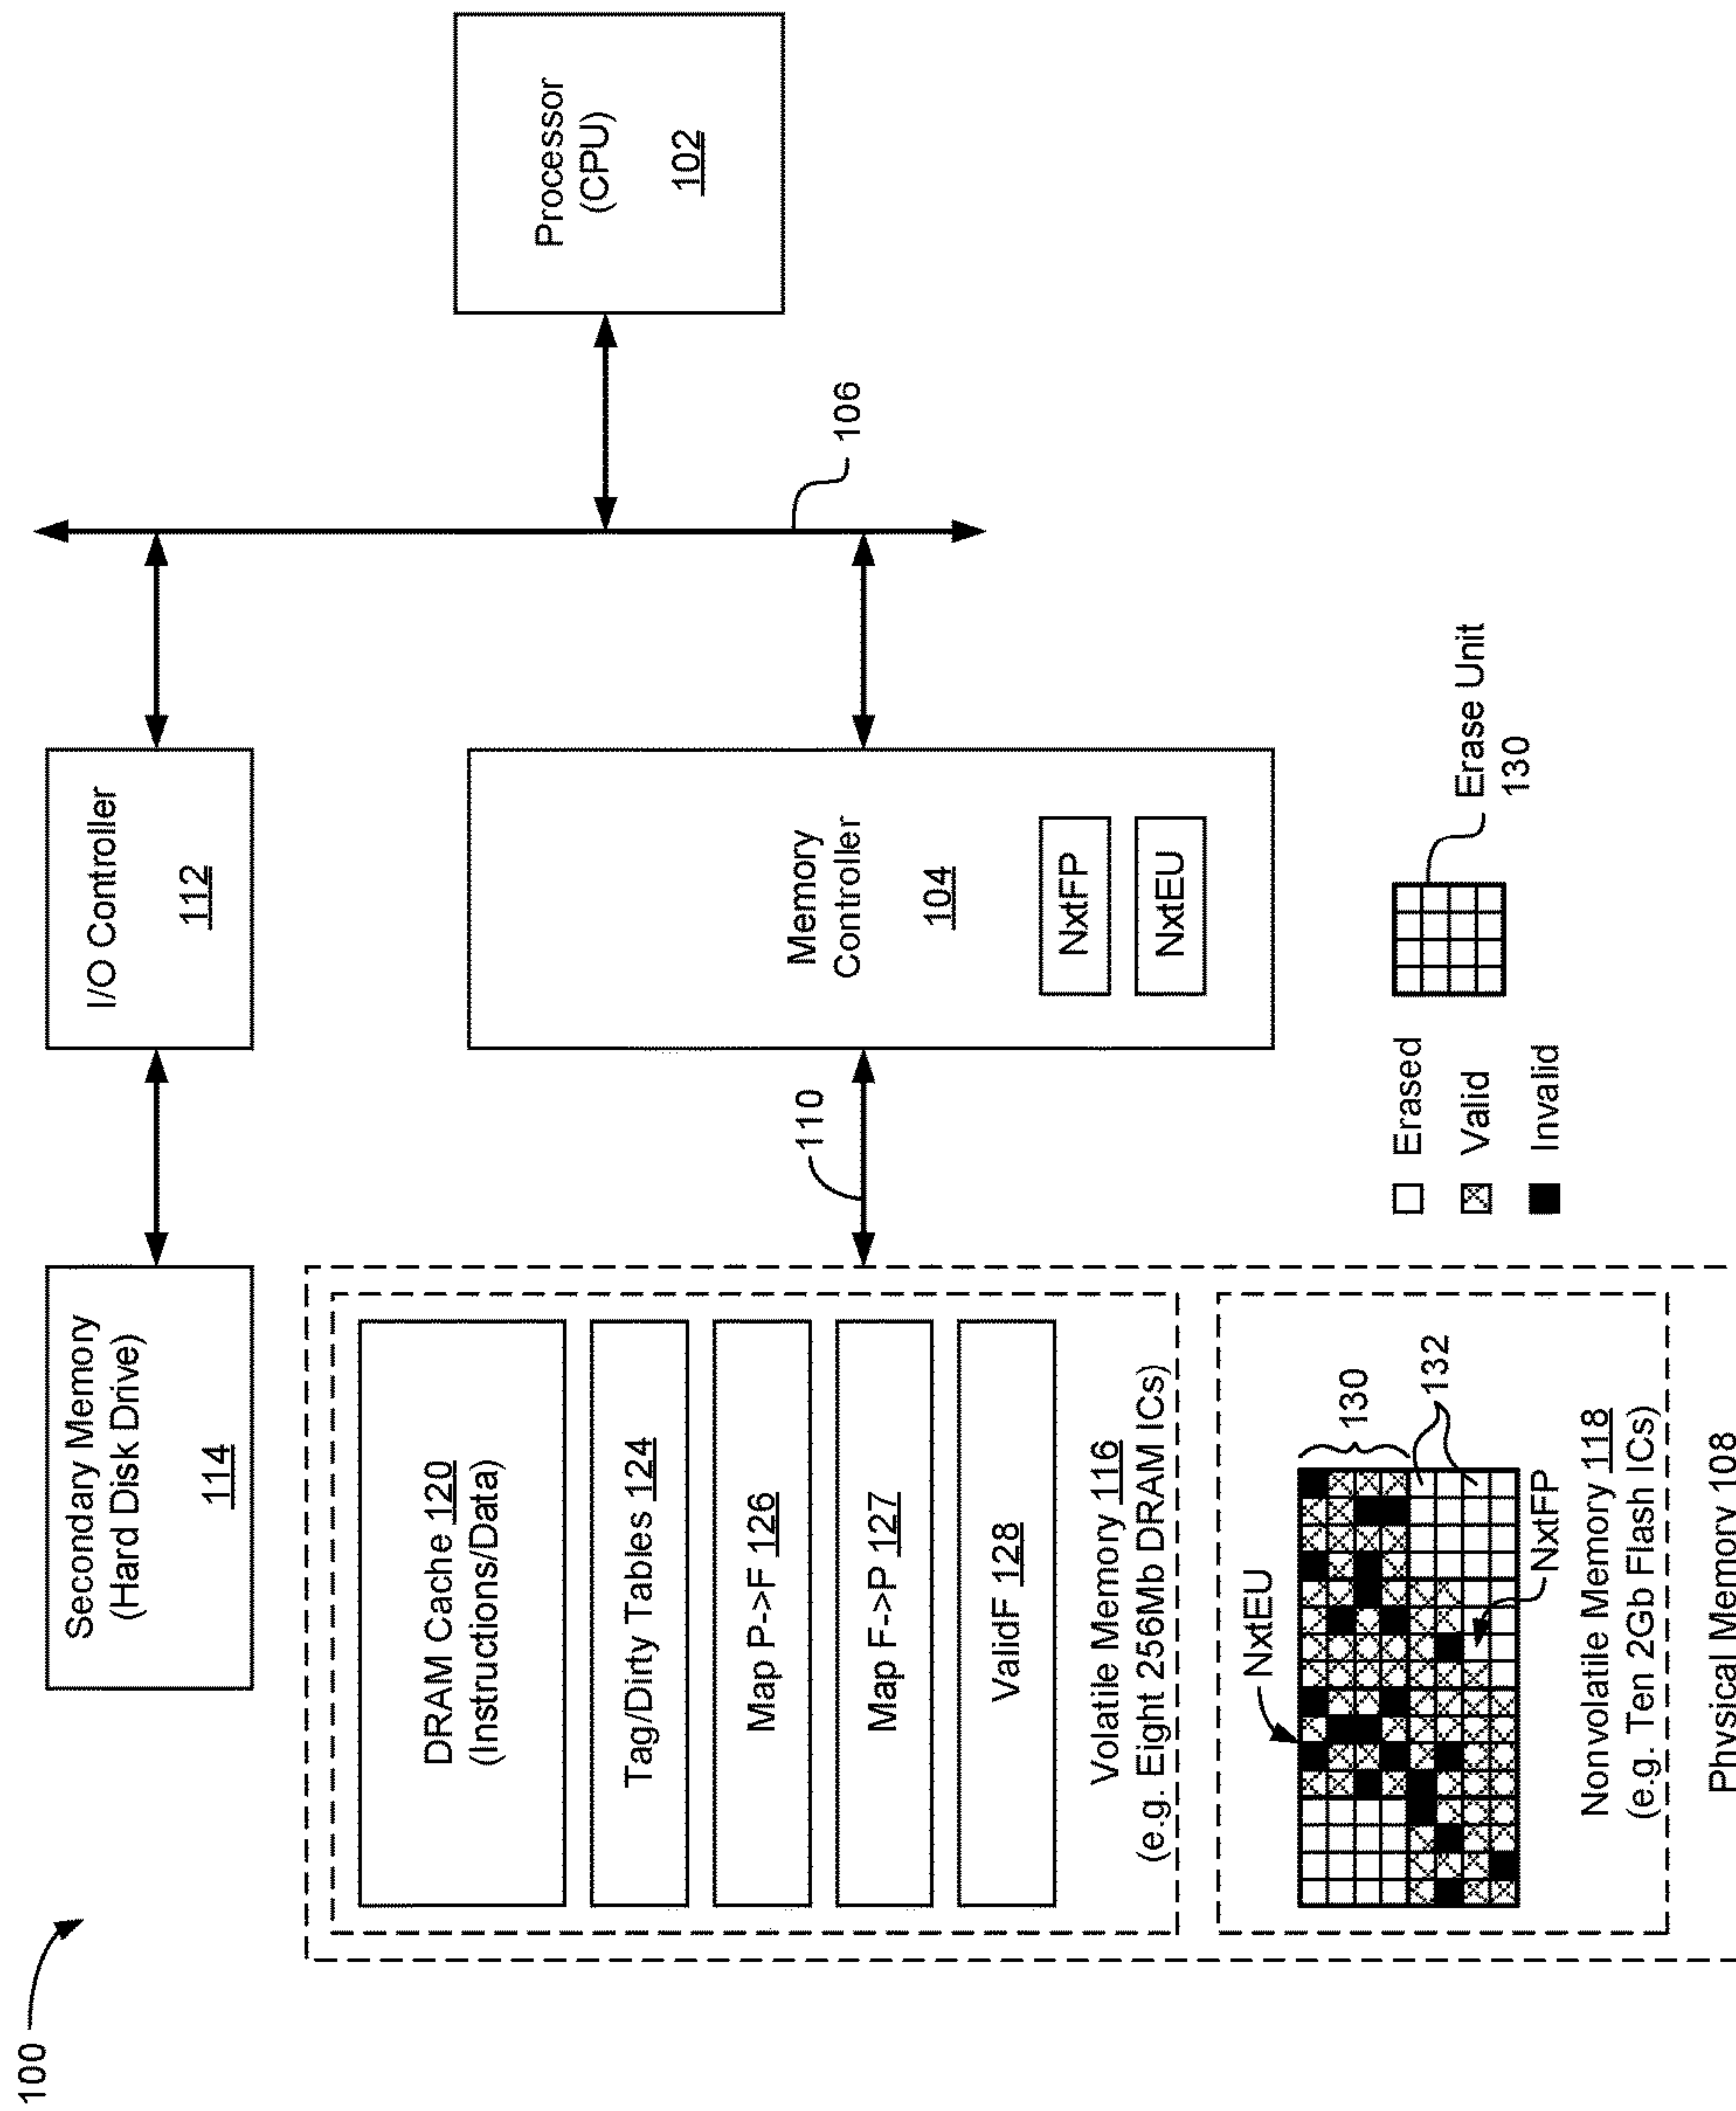 100
Secondary Memory
(Hard Disk Drive)
114
I/O Controller
112
Processor
(CPU)
102
106
110
Memory
Controller
104
NxtFP
NxtEU
DRAM Cache 120
(Instructions/Data)
Tag/Dirty Tables 124
Map P->F 126
Map F->P 127
ValidF 128
Volatile Memory 116
(e.g. Eight 256Mb DRAM ICs)
NxtEU
130
132
NxtFP
Nonvolatile Memory 118
(e.g. Ten 2Gb Flash ICs)
Physical Memory 108
Erased
Valid
Invalid
Erase Unit
130